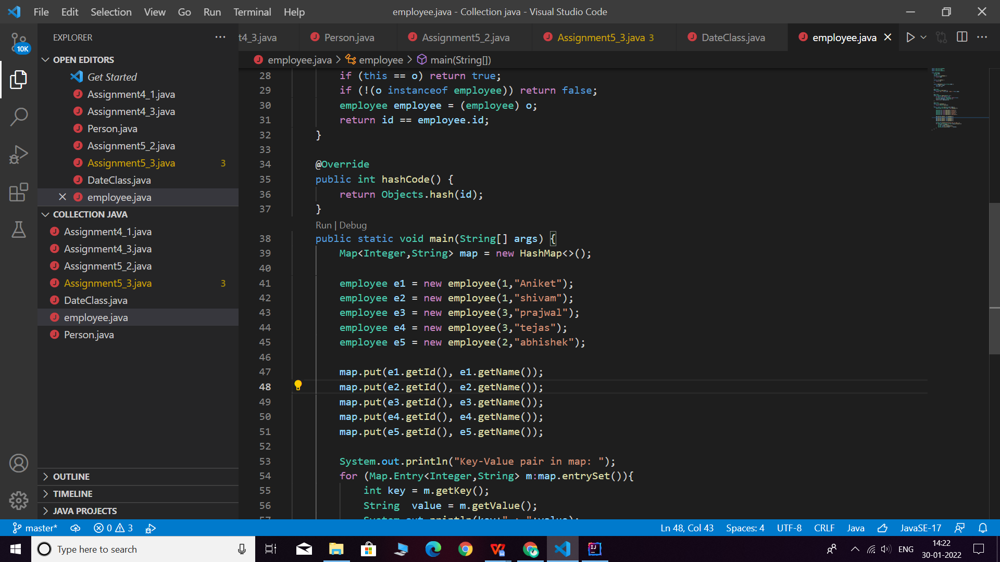 File Edit Selection View Go Run Terminal Help
employee.java - Collection java - Visual Studio Code
10K
EXPLORER
OPEN EDITORS
Get Started
Assignment4_1.java
Assignment4_3.java
Person.java
Assignment5_2.java
Assignment5_3.java 3
DateClass.java
employee.java
COLLECTION JAVA
Assignment4_1.java
Assignment4_3.java
Assignment5_2.java
Assignment5_3.java 3
DateClass.java
employee.java
Person.java
OUTLINE
TIMELINE
JAVA PROJECTS
t4_3.java Person.java Assignment5_2.java Assignment5_3.java 3 DateClass.java employee.java
employee.java > employee > main(String[])
28 if (this == o) return true;
29 if (!(o instanceof employee)) return false;
30 employee employee = (employee) o;
31 return id == employee.id;
32 }
33
34 @Override
35 public int hashCode() {
36 return Objects.hash(id);
37 }
Run | Debug
38 public static void main(String[] args) {
39 Map<Integer,String> map = new HashMap<>();
40
41 employee e1 = new employee(1,"Aniket");
42 employee e2 = new employee(1,"shivam");
43 employee e3 = new employee(3,"prajwal");
44 employee e4 = new employee(3,"tejas");
45 employee e5 = new employee(2,"abhishek");
46
47 map.put(e1.getId(), e1.getName());
48 map.put(e2.getId(), e2.getName());
49 map.put(e3.getId(), e3.getName());
50 map.put(e4.getId(), e4.getName());
51 map.put(e5.getId(), e5.getName());
52
53 System.out.println("Key-Value pair in map: ");
54 for (Map.Entry<Integer,String> m:map.entrySet()){
55 int key = m.getKey();
56 String  value = m.getValue();
57 System.out.println(key+" : "+value);
master* 0 3 Ln 48, Col 43 Spaces: 4 UTF-8 CRLF Java JavaSE-17
Type here to search
ENG
14:22
30-01-2022